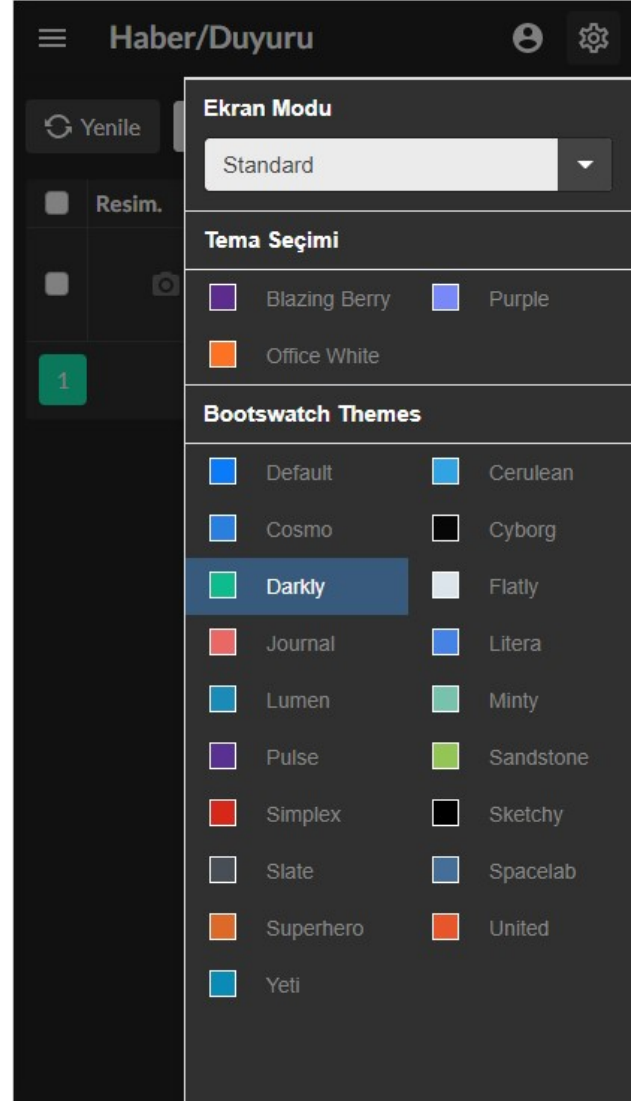 Haber/Duyuru
Yenile
Resim.
1
Ekran Modu
Standard
Tema Seçimi
Blazing Berry Purple
Office White
Bootswatch Themes
Default Cerulean
Cosmo Cyborg
Darkly Flatly
Journal Litera
Lumen Minty
Pulse Sandstone
Simplex Sketchy
Slate Spacelab
Superhero United
Yeti